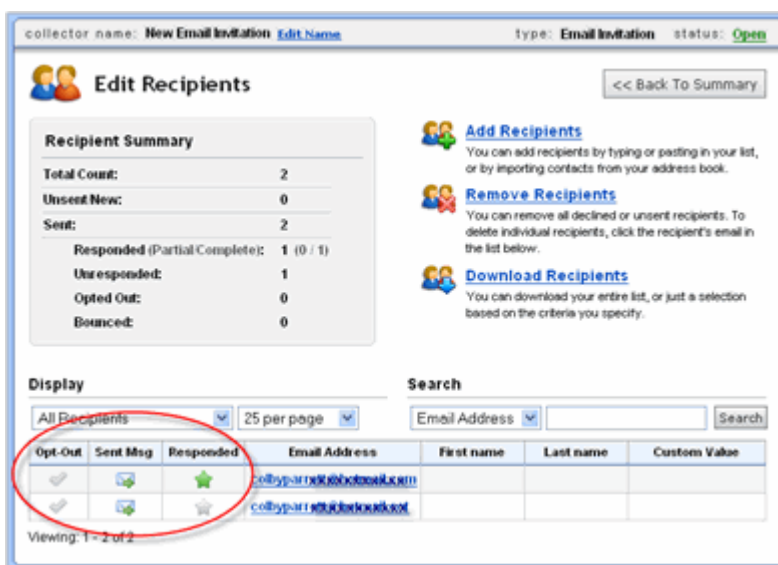 collector name: New Email Invitation Edit Name type: Email Invitation status: Open
Edit Recipients
<< Back To Summary
Recipient Summary
Total Count: 2
Unsent New: 0
Sent: 2
Responded (Partial/Complete): 1 (0 / 1)
Unresponded: 1
Opted Out: 0
Bounced: 0
Add Recipients
You can add recipients by typing or pasting in your list,
or by importing contacts from your address book.
Remove Recipients
You can remove all declined or unsent recipients. To
delete individual recipients, click the recipient's email in
the list below.
Download Recipients
You can download your entire list, or just a selection
based on the criteria you specify.
Display
Search
All Recipients 25 per page Email Address Search
Opt-Out Sent Msg Responded Email Address First name Last name Custom Value
Viewing: 1 - 2 of 2